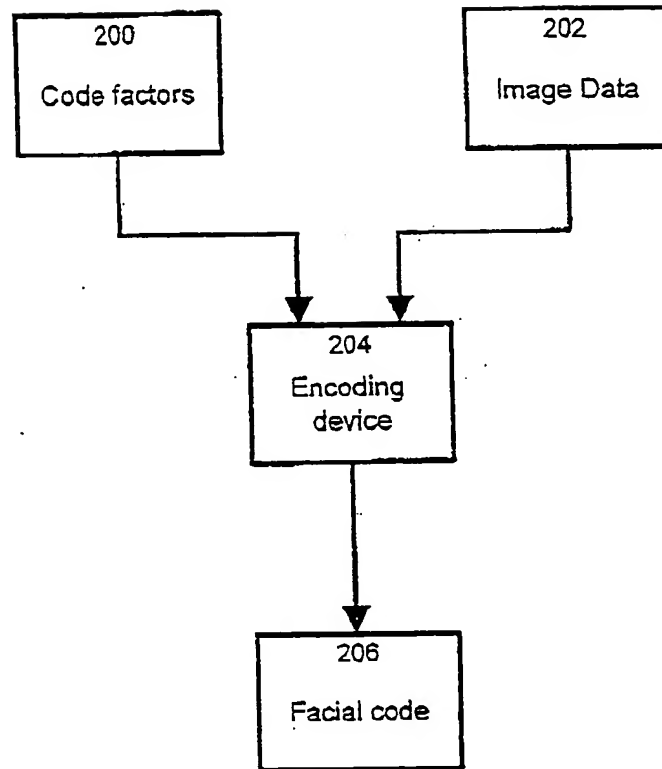 200
Code factors
202
Image Data
204
Encoding
device
206
Facial code